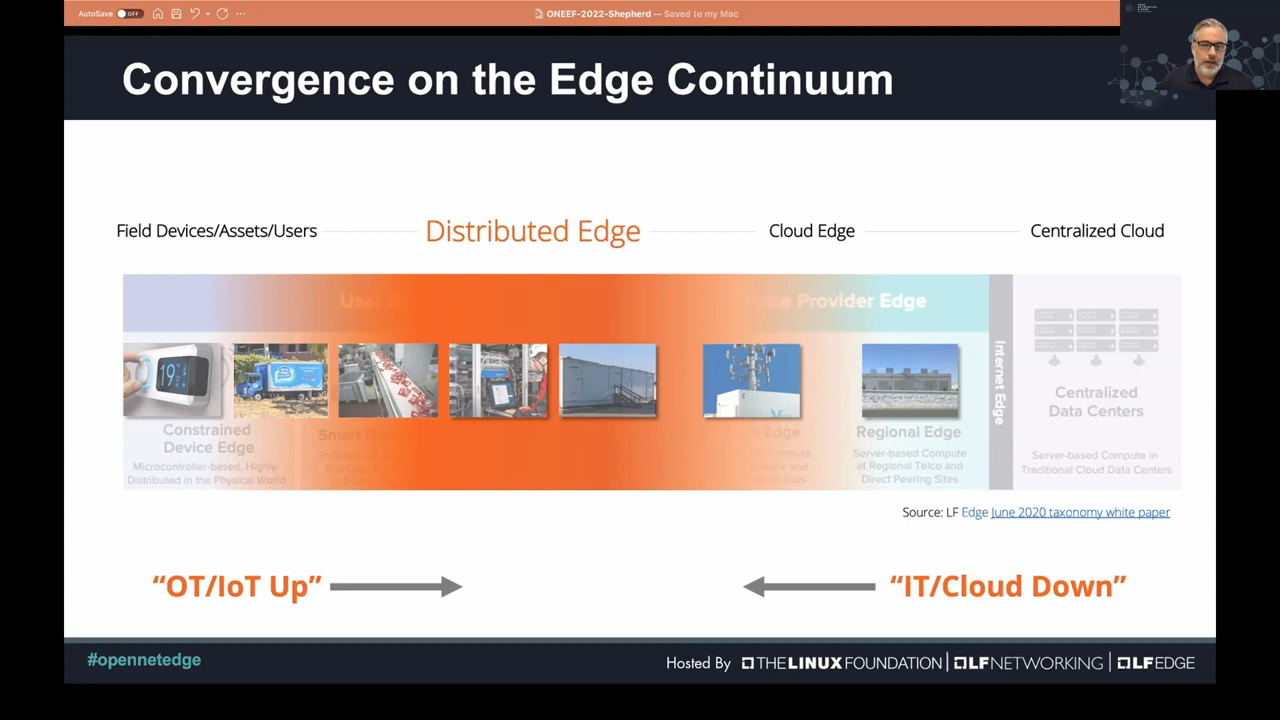 AutoSave OFF
ONEEF-2022-Shepherd — Saved to my Mac
Convergence on the Edge Continuum
Field Devices/Assets/Users
Distributed Edge
Cloud Edge
Centralized Cloud
User
Provider Edge
Internet Edge
19
Constrained
Device Edge
Microcontroller-based, Highly
Distributed in the Physical World
Smart
Edge
Regional Edge
Server-based Compute
at Regional Telco and
Direct Peering Sites
Centralized
Data Centers
Server-based Compute in
Traditional Cloud Data Centers
Source: LF Edge June 2020 taxonomy white paper
“OT/IoT Up”
“IT/Cloud Down”
#opennetedge
Hosted By THE LINUX FOUNDATION | LF NETWORKING | LF EDGE